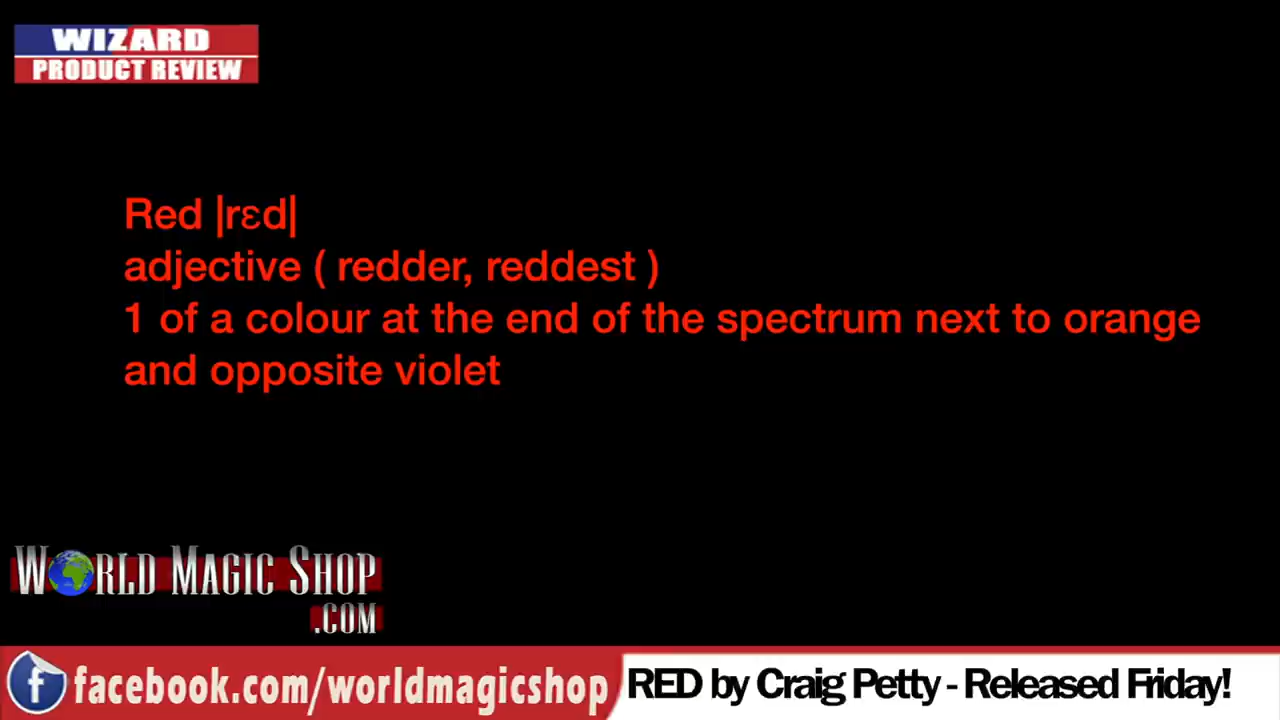 WIZARD
PRODUCT REVIEW
Red |rɛd|
adjective ( redder, reddest )
1 of a colour at the end of the spectrum next to orange
and opposite violet
WORLD MAGIC SHOP
.COM
f facebook.com/worldmagicshop
RED by Craig Petty - Released Friday!